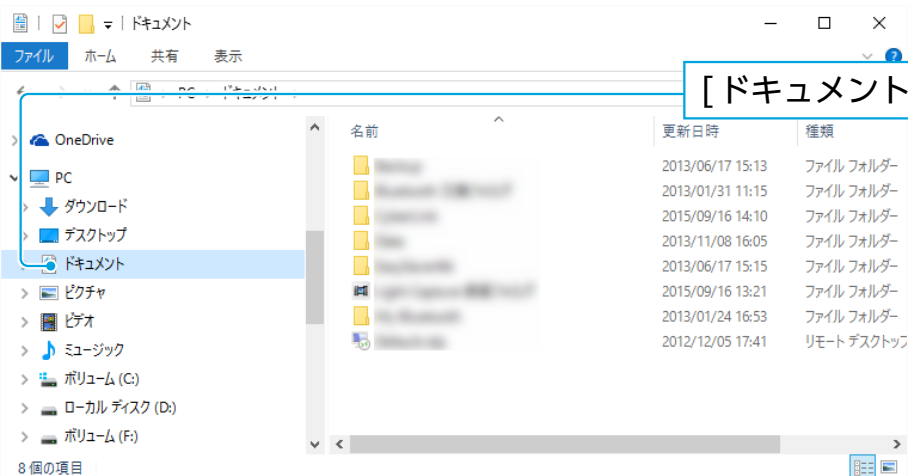 ドキュメント
ファイル ホーム 共有 表示
[ドキュメント
PC ドキュメント
OneDrive
PC
ダウンロード
デスクトップ
ドキュメント
ピクチャ
ビデオ
ミュージック
ボリューム (C:)
ローカル ディスク (D:)
ボリューム (F:)
名前 更新日時 種類
2013/06/17 15:13 ファイル フォルダー
2013/01/31 11:15 ファイル フォルダー
2015/09/16 14:10 ファイル フォルダー
2013/11/08 16:05 ファイル フォルダー
2013/06/17 15:15 ファイル フォルダー
2015/09/16 13:21 ファイル フォルダー
2013/01/24 16:53 ファイル フォルダー
2012/12/05 17:41 リモート デスクトップ
8 個の項目